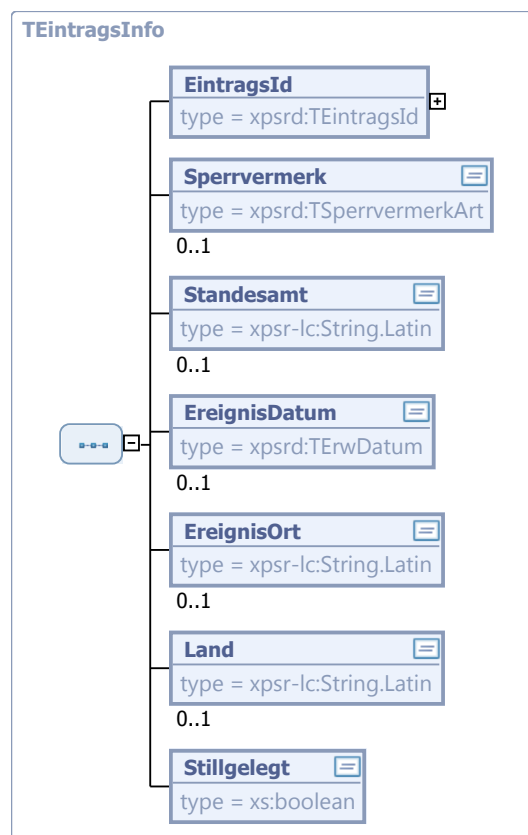 TEintragsInfo
EintragsId
type = xpsrd:TEintragsId
Sperrvermerk
type = xpsrd:TSperrvermerkArt
0..1
Standesamt
type = xpsr-lc:String.Latin
0..1
EreignisDatum
type = xpsrd:TErwDatum
0..1
EreignisOrt
type = xpsr-lc:String.Latin
0..1
Land
type = xpsr-lc:String.Latin
0..1
Stillgelegt
type = xs:boolean